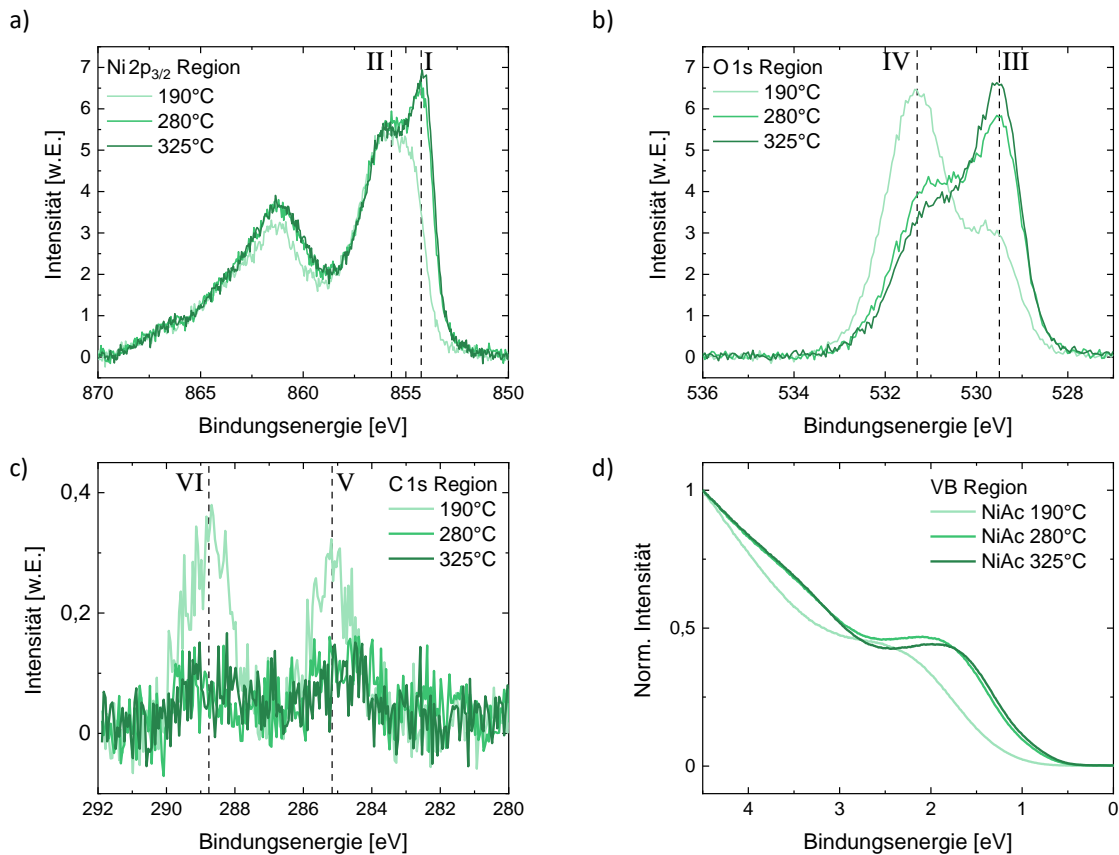 a)
II I
Ni 2p3/2 Region
190°C
280°C
325°C
Intensität [w.E.]
7
6
5
4
3
2
1
0
870 865 860 855 850
Bindungsenergie [eV]
b)
IV III
O 1s Region
190°C
280°C
325°C
Intensität [w.E.]
7
6
5
4
3
2
1
0
536 534 532 530 528
Bindungsenergie [eV]
c)
VI V
C 1s Region
190°C
280°C
325°C
Intensität [w.E.]
0,4
0,2
0
292 290 288 286 284 282 280
Bindungsenergie [eV]
d)
VB Region
NiAc 190°C
NiAc 280°C
NiAc 325°C
Norm. Intensität
1
0,5
0
4 3 2 1 0
Bindungsenergie [eV]